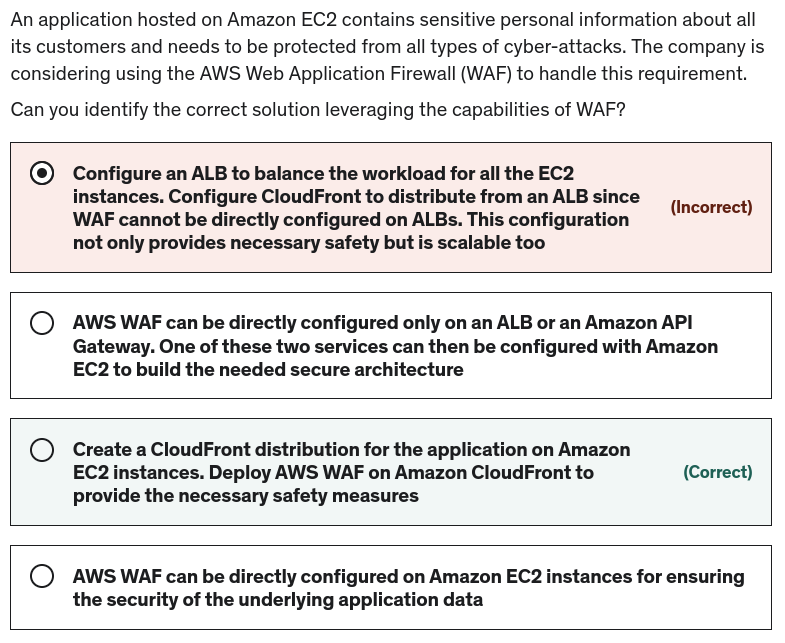 An application hosted on Amazon EC2 contains sensitive personal information about all
its customers and needs to be protected from all types of cyber-attacks. The company is
considering using the AWS Web Application Firewall (WAF) to handle this requirement.
Can you identify the correct solution leveraging the capabilities of WAF?
Configure an ALB to balance the workload for all the EC2
instances. Configure CloudFront to distribute from an ALB since
WAF cannot be directly configured on ALBs. This configuration
not only provides necessary safety but is scalable too
(Incorrect)
AWS WAF can be directly configured only on an ALB or an Amazon API
Gateway. One of these two services can then be configured with Amazon
EC2 to build the needed secure architecture
Create a CloudFront distribution for the application on Amazon
EC2 instances. Deploy AWS WAF on Amazon CloudFront to
provide the necessary safety measures
(Correct)
AWS WAF can be directly configured on Amazon EC2 instances for ensuring
the security of the underlying application data